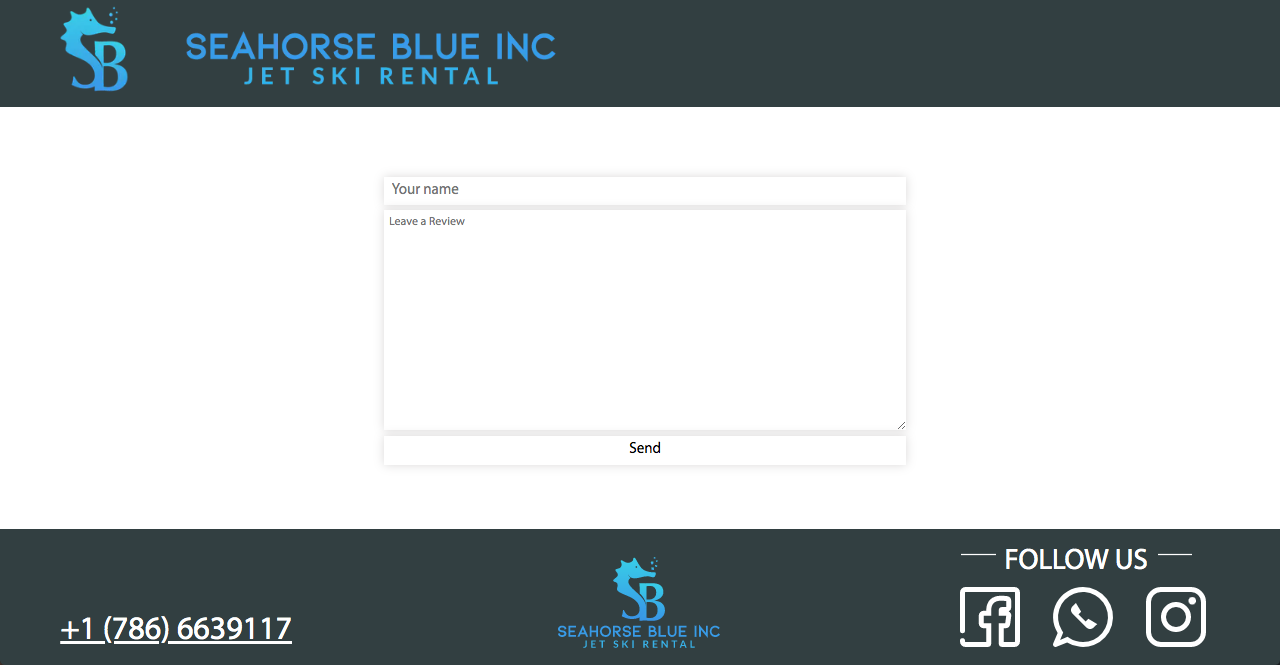 SB
SEAHORSE BLUE INC
JET SKI RENTAL
Your name
Leave a Review
Send
+1 (786) 6639117
SB
SEAHORSE BLUE INC
JET SKI RENTAL
FOLLOW US